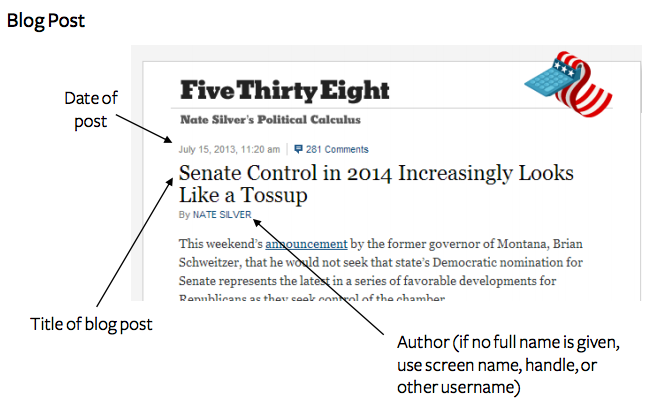 Blog Post
FiveThirtyEight
Nate Silver's Political Calculus
Date of
post
July 15, 2013, 11:20 am 281 Comments
Senate Control in 2014 Increasingly Looks
Like a Tossup
By NATE SILVER
This weekend's announcement by the former governor of Montana, Brian
Schweitzer, that he would not seek that state's Democratic nomination for
Senate represents the latest in a series of favorable developments for
Republicans as they seek control of the chamber.
Title of blog post
Author (if no full name is given,
use screen name, handle, or
other username)